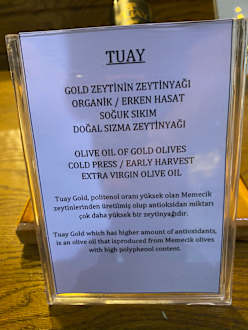 TUAY
GOLD ZEYTİNİN ZEYTİNYAĞI
ORGANİK / ERKEN HASAT
SOĞUK SIKIM
DOĞAL SIZMA ZEYTİNYAĞI
OLIVE OIL OF GOLD OLIVES
COLD PRESS / EARLY HARVEST
EXTRA VIRGIN OLIVE OIL
Tuay Gold, politenol oranı yüksek olan Memecik
zeytinlerinden üretilmiş olup antioksidan miktarı
çok daha yüksek bir zeytinyağıdır.
Tuay Gold which has higher amount of antioxidants,
is an olive oil that isproduced from Memecik olives
with high polyphenol content.